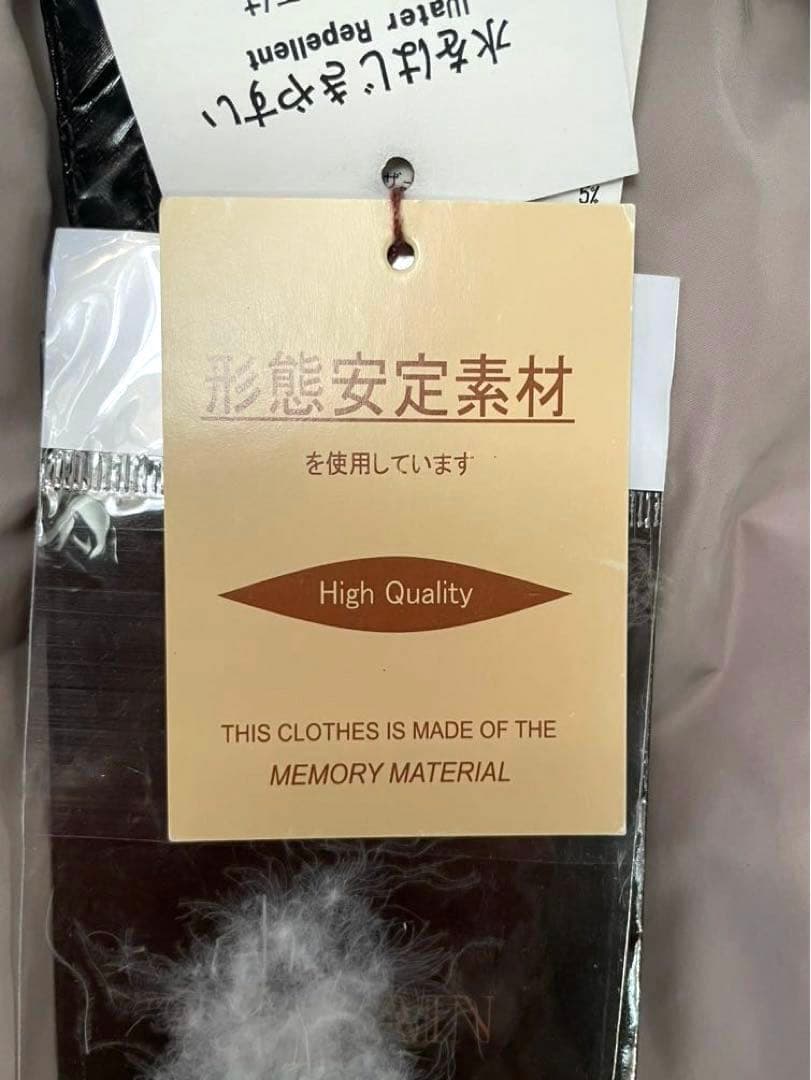 水をはじきやすい
Water Repellent
5%
形態安定素材
を使用しています
High Quality
THIS CLOTHES IS MADE OF THE
MEMORY MATERIAL